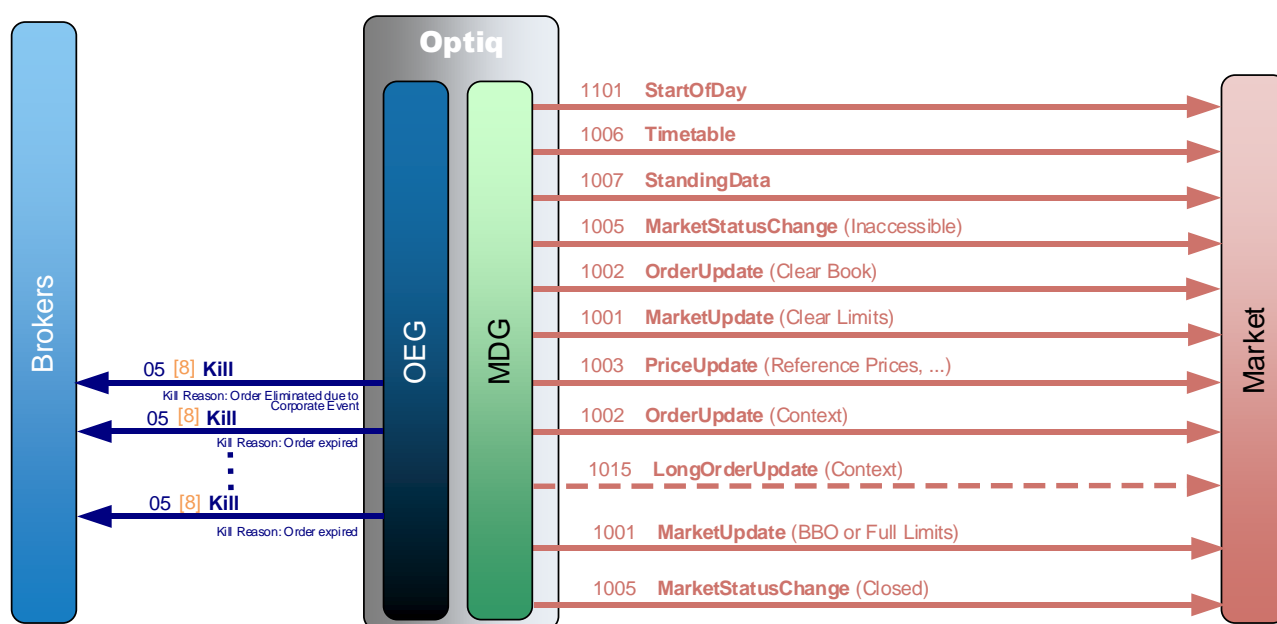 Optiq
Brokers
OEG
MDG
Market
1101 StartOfDay
1006 Timetable
1007 StandingData
1005 MarketStatusChange (Inaccessible)
1002 OrderUpdate (Clear Book)
1001 MarketUpdate (Clear Limits)
05 [8] Kill
Kill Reason: Order Eliminated due to
Corporate Event
1003 PriceUpdate (Reference Prices, ...)
05 [8] Kill
Kill Reason: Order expired
1002 OrderUpdate (Context)
1015 LongOrderUpdate (Context)
05 [8] Kill
Kill Reason: Order expired
1001 MarketUpdate (BBO or Full Limits)
1005 MarketStatusChange (Closed)